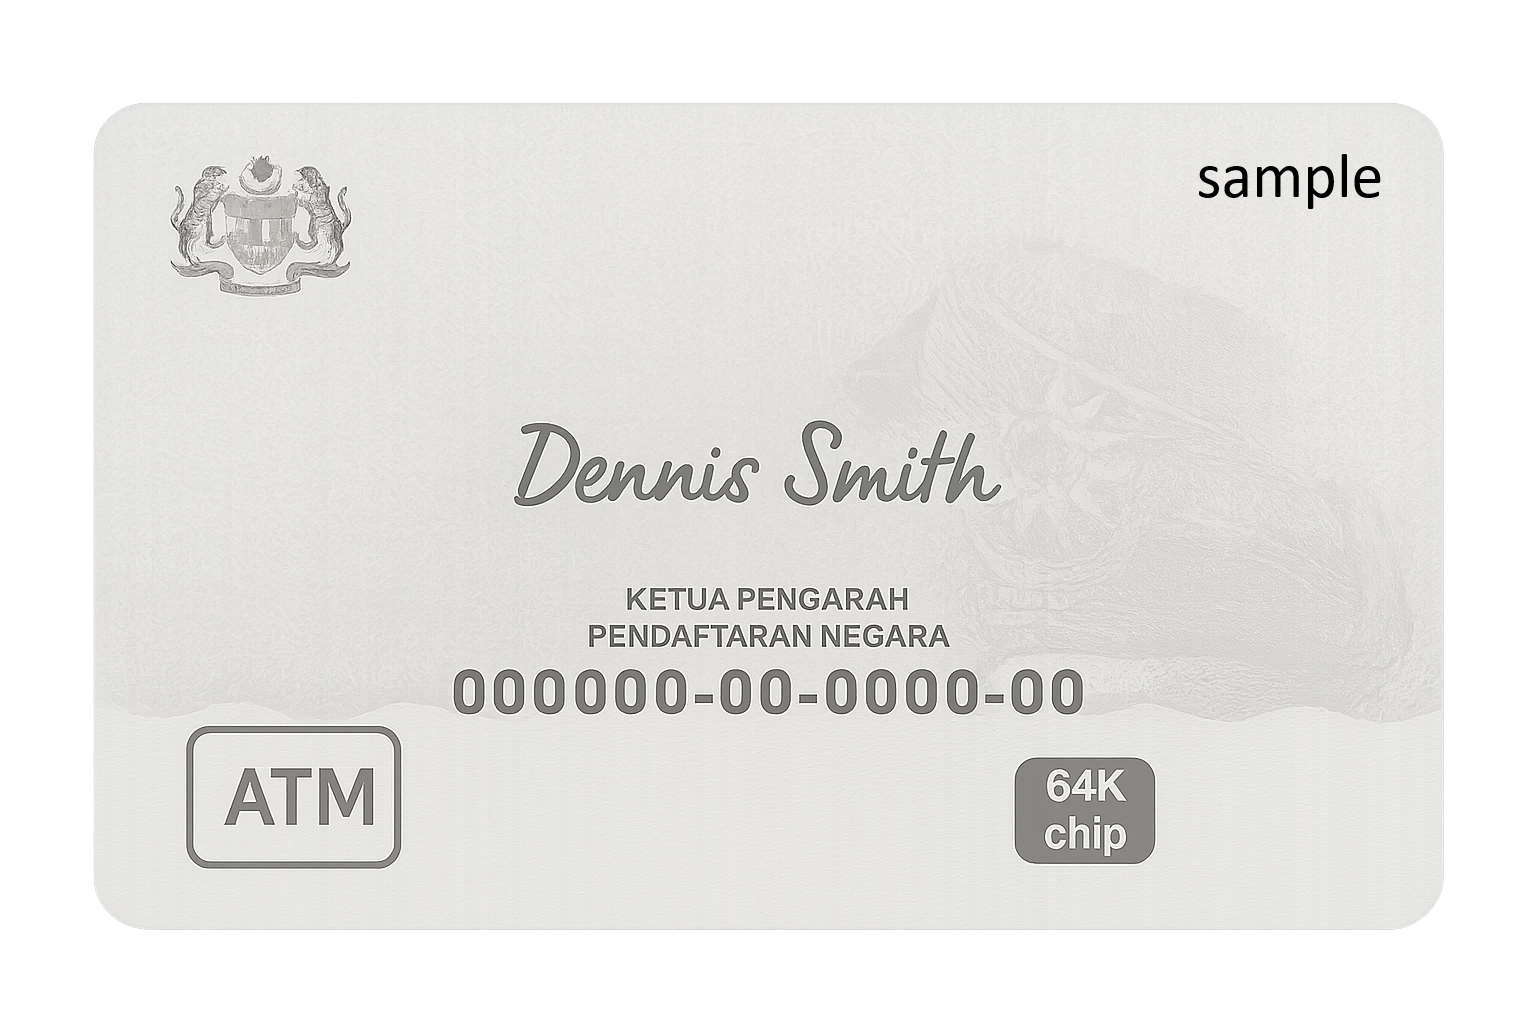 sample
Dennis Smith
KETUA PENGARAH
PENDAFTARAN NEGARA
000000-00-0000-00
ATM
64K
chip